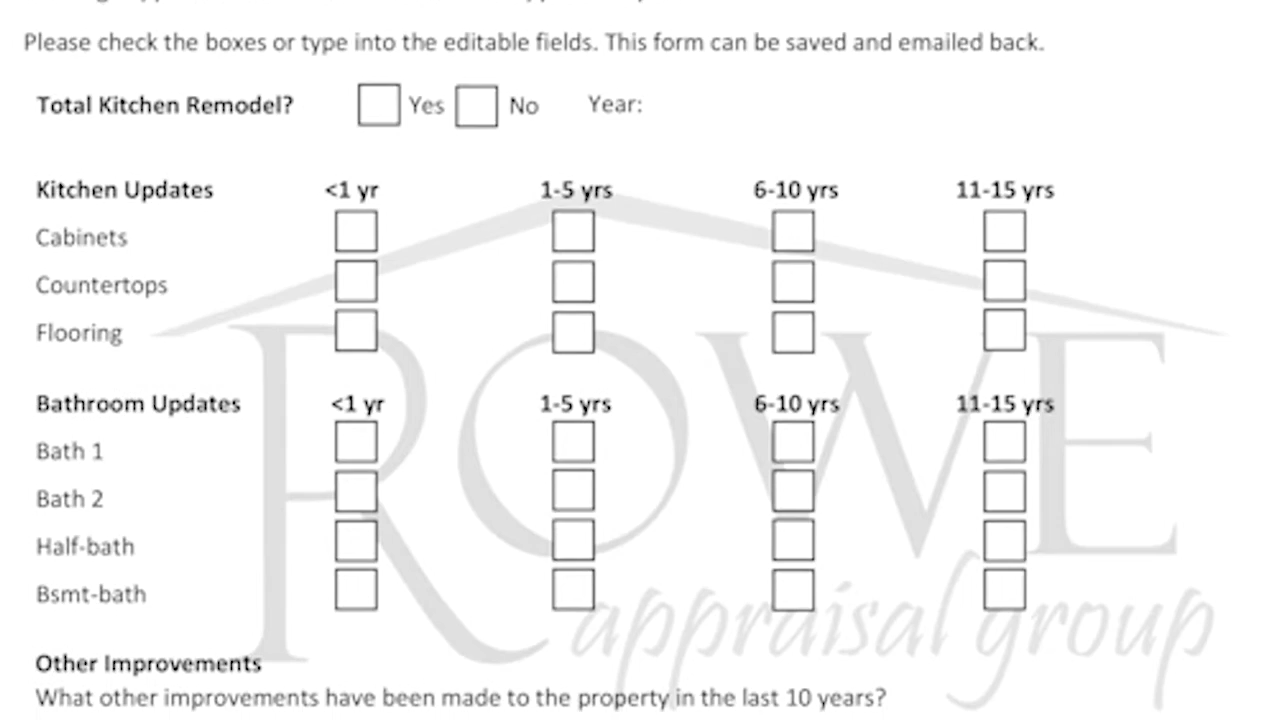 Please check the boxes or type into the editable fields. This form can be saved and emailed back.
Total Kitchen Remodel? Yes No Year:
Kitchen Updates <1 yr 1-5 yrs 6-10 yrs 11-15 yrs
Cabinets
Countertops
Flooring
Bathroom Updates <1 yr 1-5 yrs 6-10 yrs 11-15 yrs
Bath 1
Bath 2
Half-bath
Bsmt-bath
ROWE
appraisal group
Other Improvements
What other improvements have been made to the property in the last 10 years?